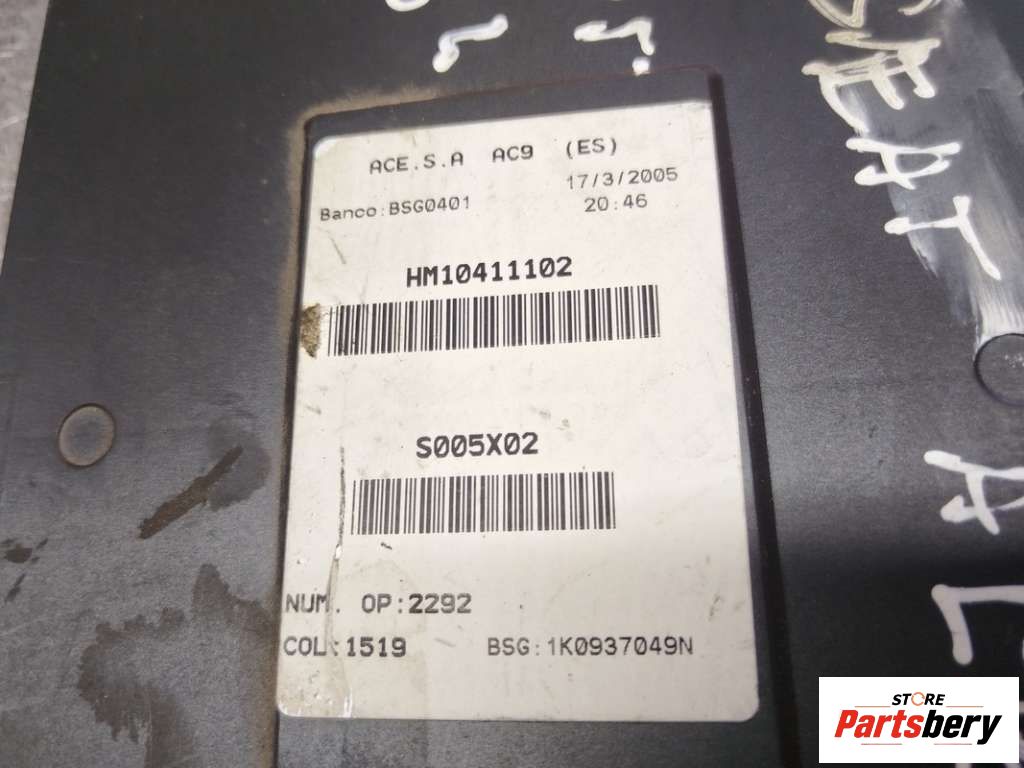 SEAT
ACE.S.A AC9 (ES)
17/3/2005
Banco:BSG0401
20:46
HM10411102
S005X02
NUM. OP:2292
COL:1519
BSG:1K0937049N
STORE
Partsbery